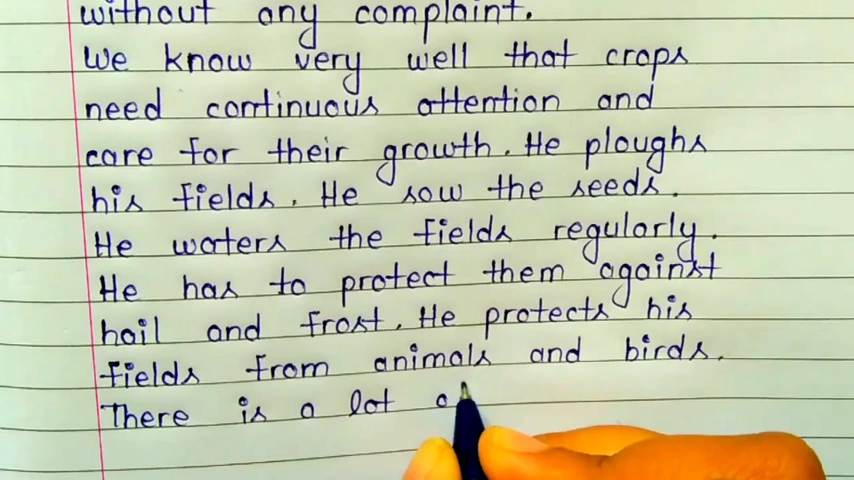 without any complaint.
We know very well that crops
need continuous attention and
care for their growth. He ploughs
his fields. He sow the seeds.
He waters the fields regularly.
He has to protect them against
hail and frost. He protects his
fields from animals and birds.
There is a lot o